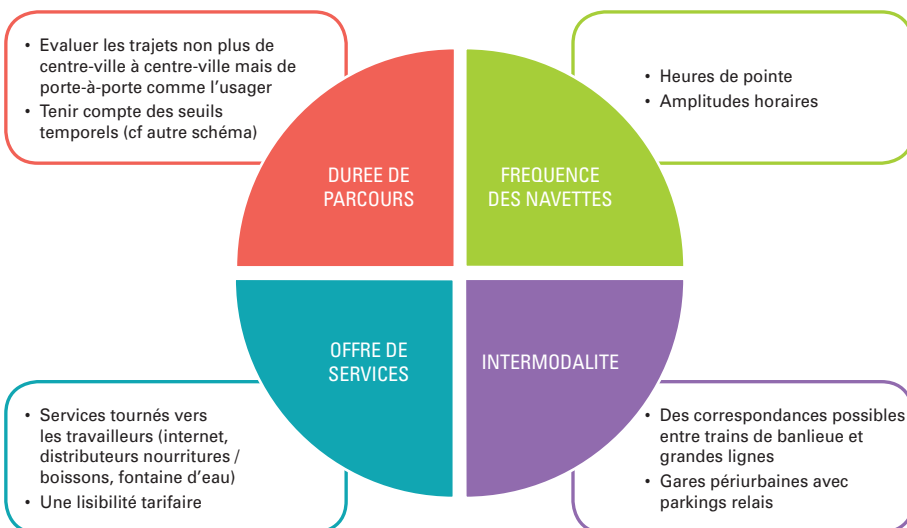 • Evaluer les trajets non plus de
centre-ville à centre-ville mais de
porte-à-porte comme l'usager
• Tenir compte des seuils
temporels (cf autre schéma)
• Heures de pointe
• Amplitudes horaires
DUREE DE
PARCOURS
FREQUENCE
DES NAVETTES
OFFRE DE
SERVICES
INTERMODALITE
• Services tournés vers
les travailleurs (internet,
distributeurs nourritures /
boissons, fontaine d'eau)
• Une lisibilité tarifaire
• Des correspondances possibles
entre trains de banlieue et
grandes lignes
• Gares périurbaines avec
parkings relais